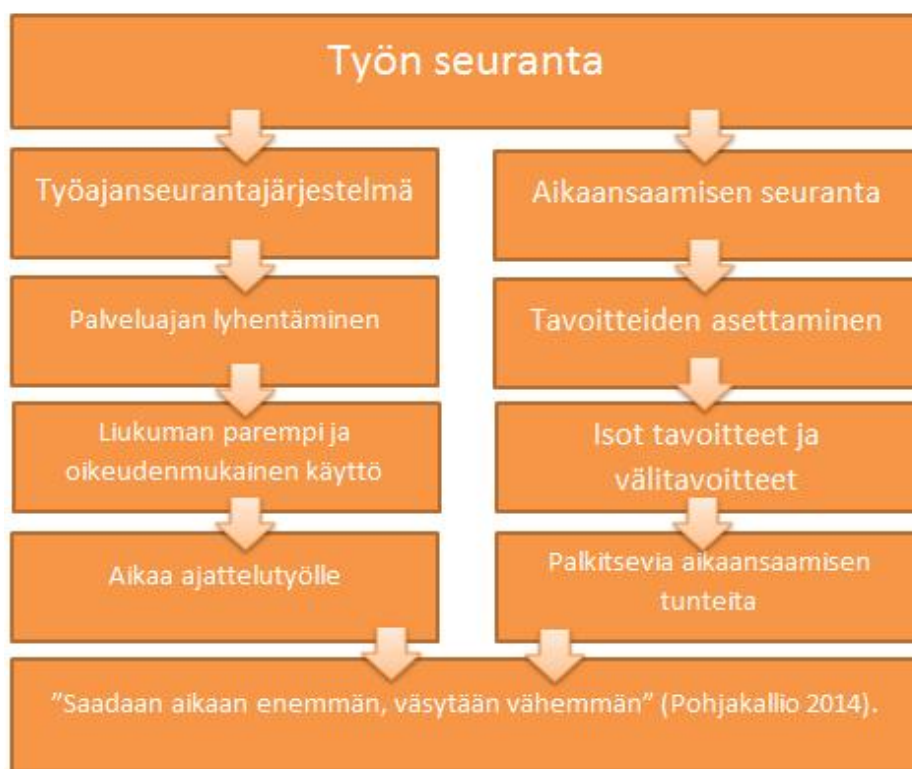 Työn seuranta
Työajanseurantajärjestelmä
Palveluajan lyhentäminen
Liukuman parempi ja
oikeudenmukainen käyttö
Aikaa ajattelutyölle
Aikaansaamisen seuranta
Tavoitteiden asettaminen
Isot tavoitteet ja
välitavoitteet
Palkitsevia aikaansaamisen
tunteita
”Saadaan aikaan enemmän, väsytään vähemmän” (Pohjakallio 2014).